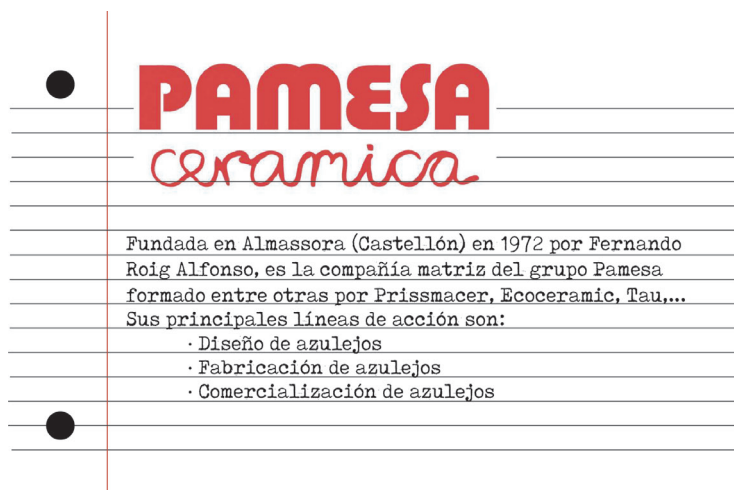 PAMESA
ceramica
Fundada en Almassora (Castellón) en 1972 por Fernando
Roig Alfonso, es la compañía matriz del grupo Pamesa
formado entre otras por Prissmacer, Ecoceramic, Tau,...
Sus principales líneas de acción son:
· Diseño de azulejos
· Fabricación de azulejos
· Comercialización de azulejos